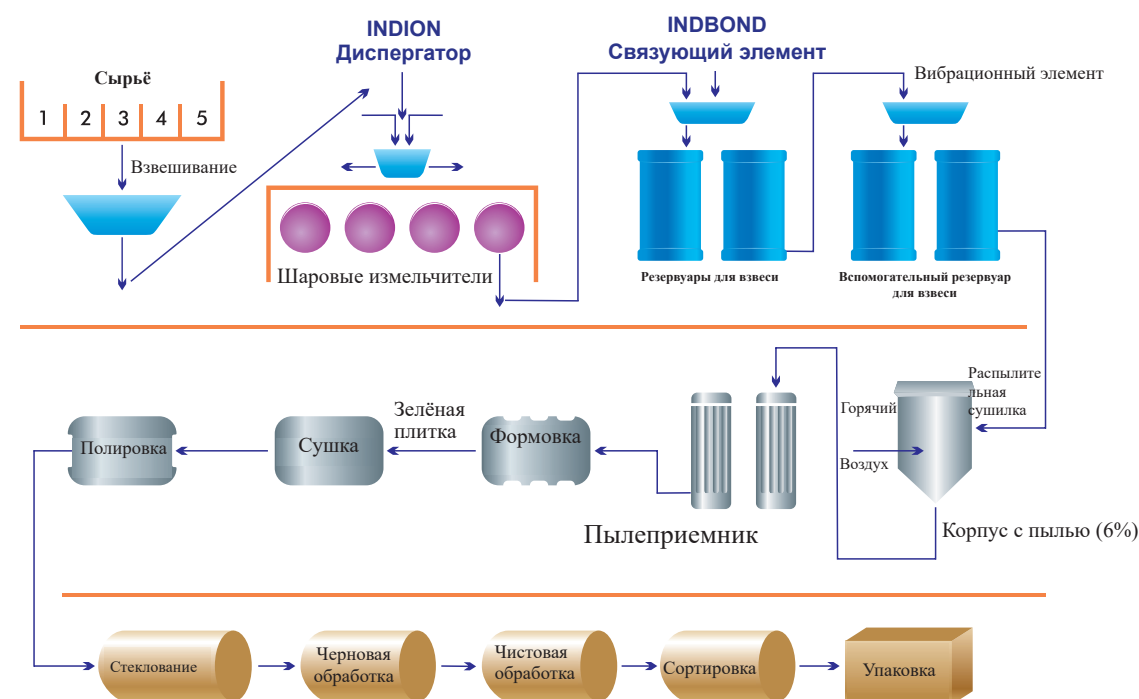 INDION
Диспергатор
INDBOND
Связующий элемент
Вибрационный элемент
Сырьё
1 2 3 4 5
Взвешивание
Шаровые измельчители
Резервуары для взвеси
Вспомогательный резервуар
для взвеси
Полировка
Сушка
Зелёная
плитка
Формовка
Пылеприемник
Горячий
Воздух
Распылите
льная
сушилка
Корпус с пылью (6%)
Стеклование
Черновая
обработка
Чистовая
обработка
Сортировка
Упаковка